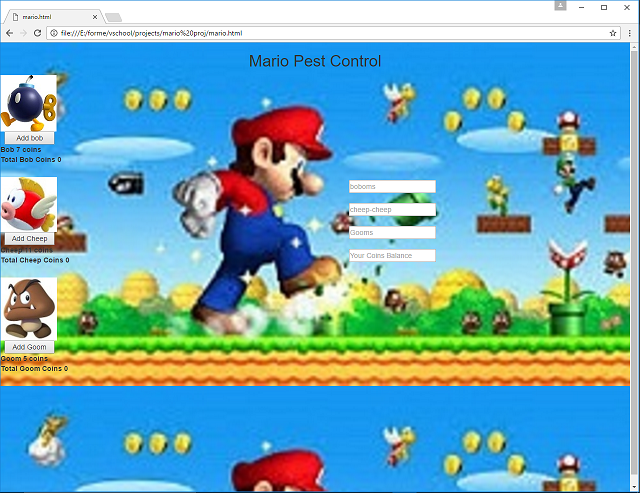 mario.html
file:///E:/forme/vschool/projects/mario%20proj/mario.html
Mario Pest Control
Add bob
Bob 7 coins
Total Bob Coins 0
boboms
Add Cheep
cheep-cheep
Cheep 11 coins
Total Cheep Coins 0
Gooms
Your Coins Balance
Add Goom
Goom 5 coins
Total Goom Coins 0